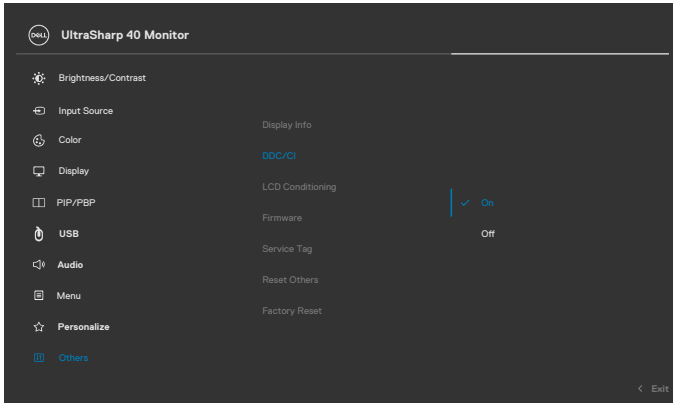 DELL
UltraSharp 40 Monitor
Brightness/Contrast
Input Source
Color
Display
PIP/PBP
USB
Audio
Menu
Personalize
Others
Display Info
DDC/CI
LCD Conditioning
Firmware
Service Tag
Reset Others
Factory Reset
On
Off
Exit